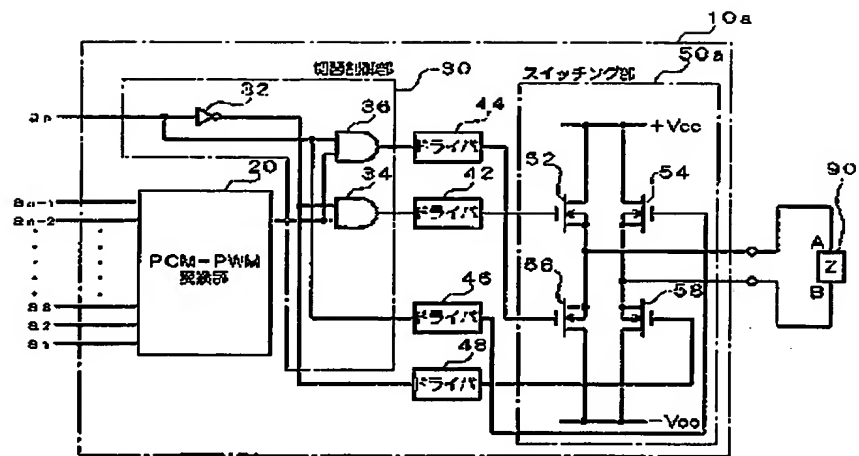 10a
切替制御部
30
スイッチング部
50a
32
an
36
44
ドライバ
+Vcc
20
34
42
ドライバ
52
54
90
an-1
an-2
PCM-PWM
変換部
A
Z
B
46
ドライバ
56
58
a3
a2
a1
48
ドライバ
-Vcc